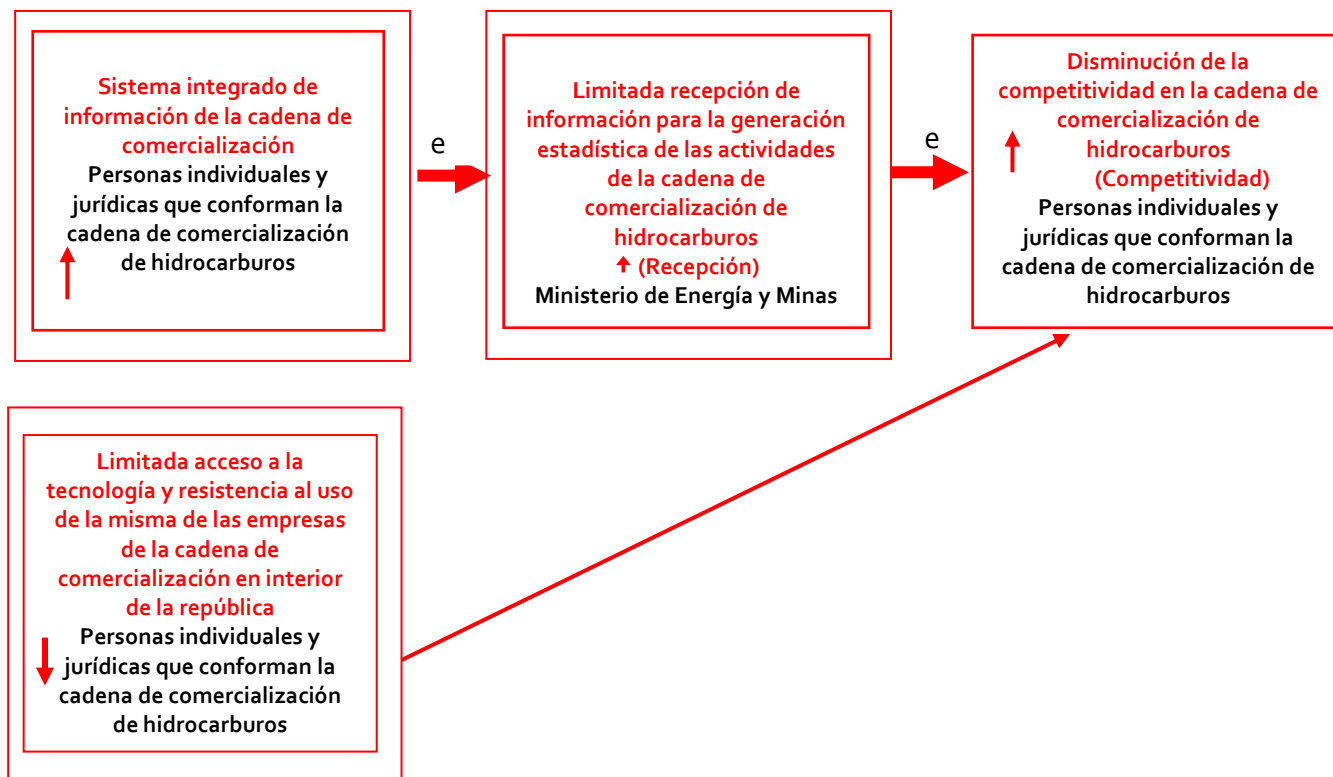 Sistema integrado de
información de la cadena de
comercialización
Personas individuales y
jurídicas que conforman la
cadena de comercialización
de hidrocarburos
e
Limitada recepción de
información para la generación
estadística de las actividades
de la cadena de
comercialización de
hidrocarburos
(Recepción)
Ministerio de Energía y Minas
e
Disminución de la
competitividad en la cadena de
comercialización de
hidrocarburos
(Competitividad)
Personas individuales y
jurídicas que conforman la
cadena de comercialización de
hidrocarburos
Limitada acceso a la
tecnología y resistencia al uso
de la misma de las empresas
de la cadena de
comercialización en interior
de la república
Personas individuales y
jurídicas que conforman la
cadena de comercialización
de hidrocarburos